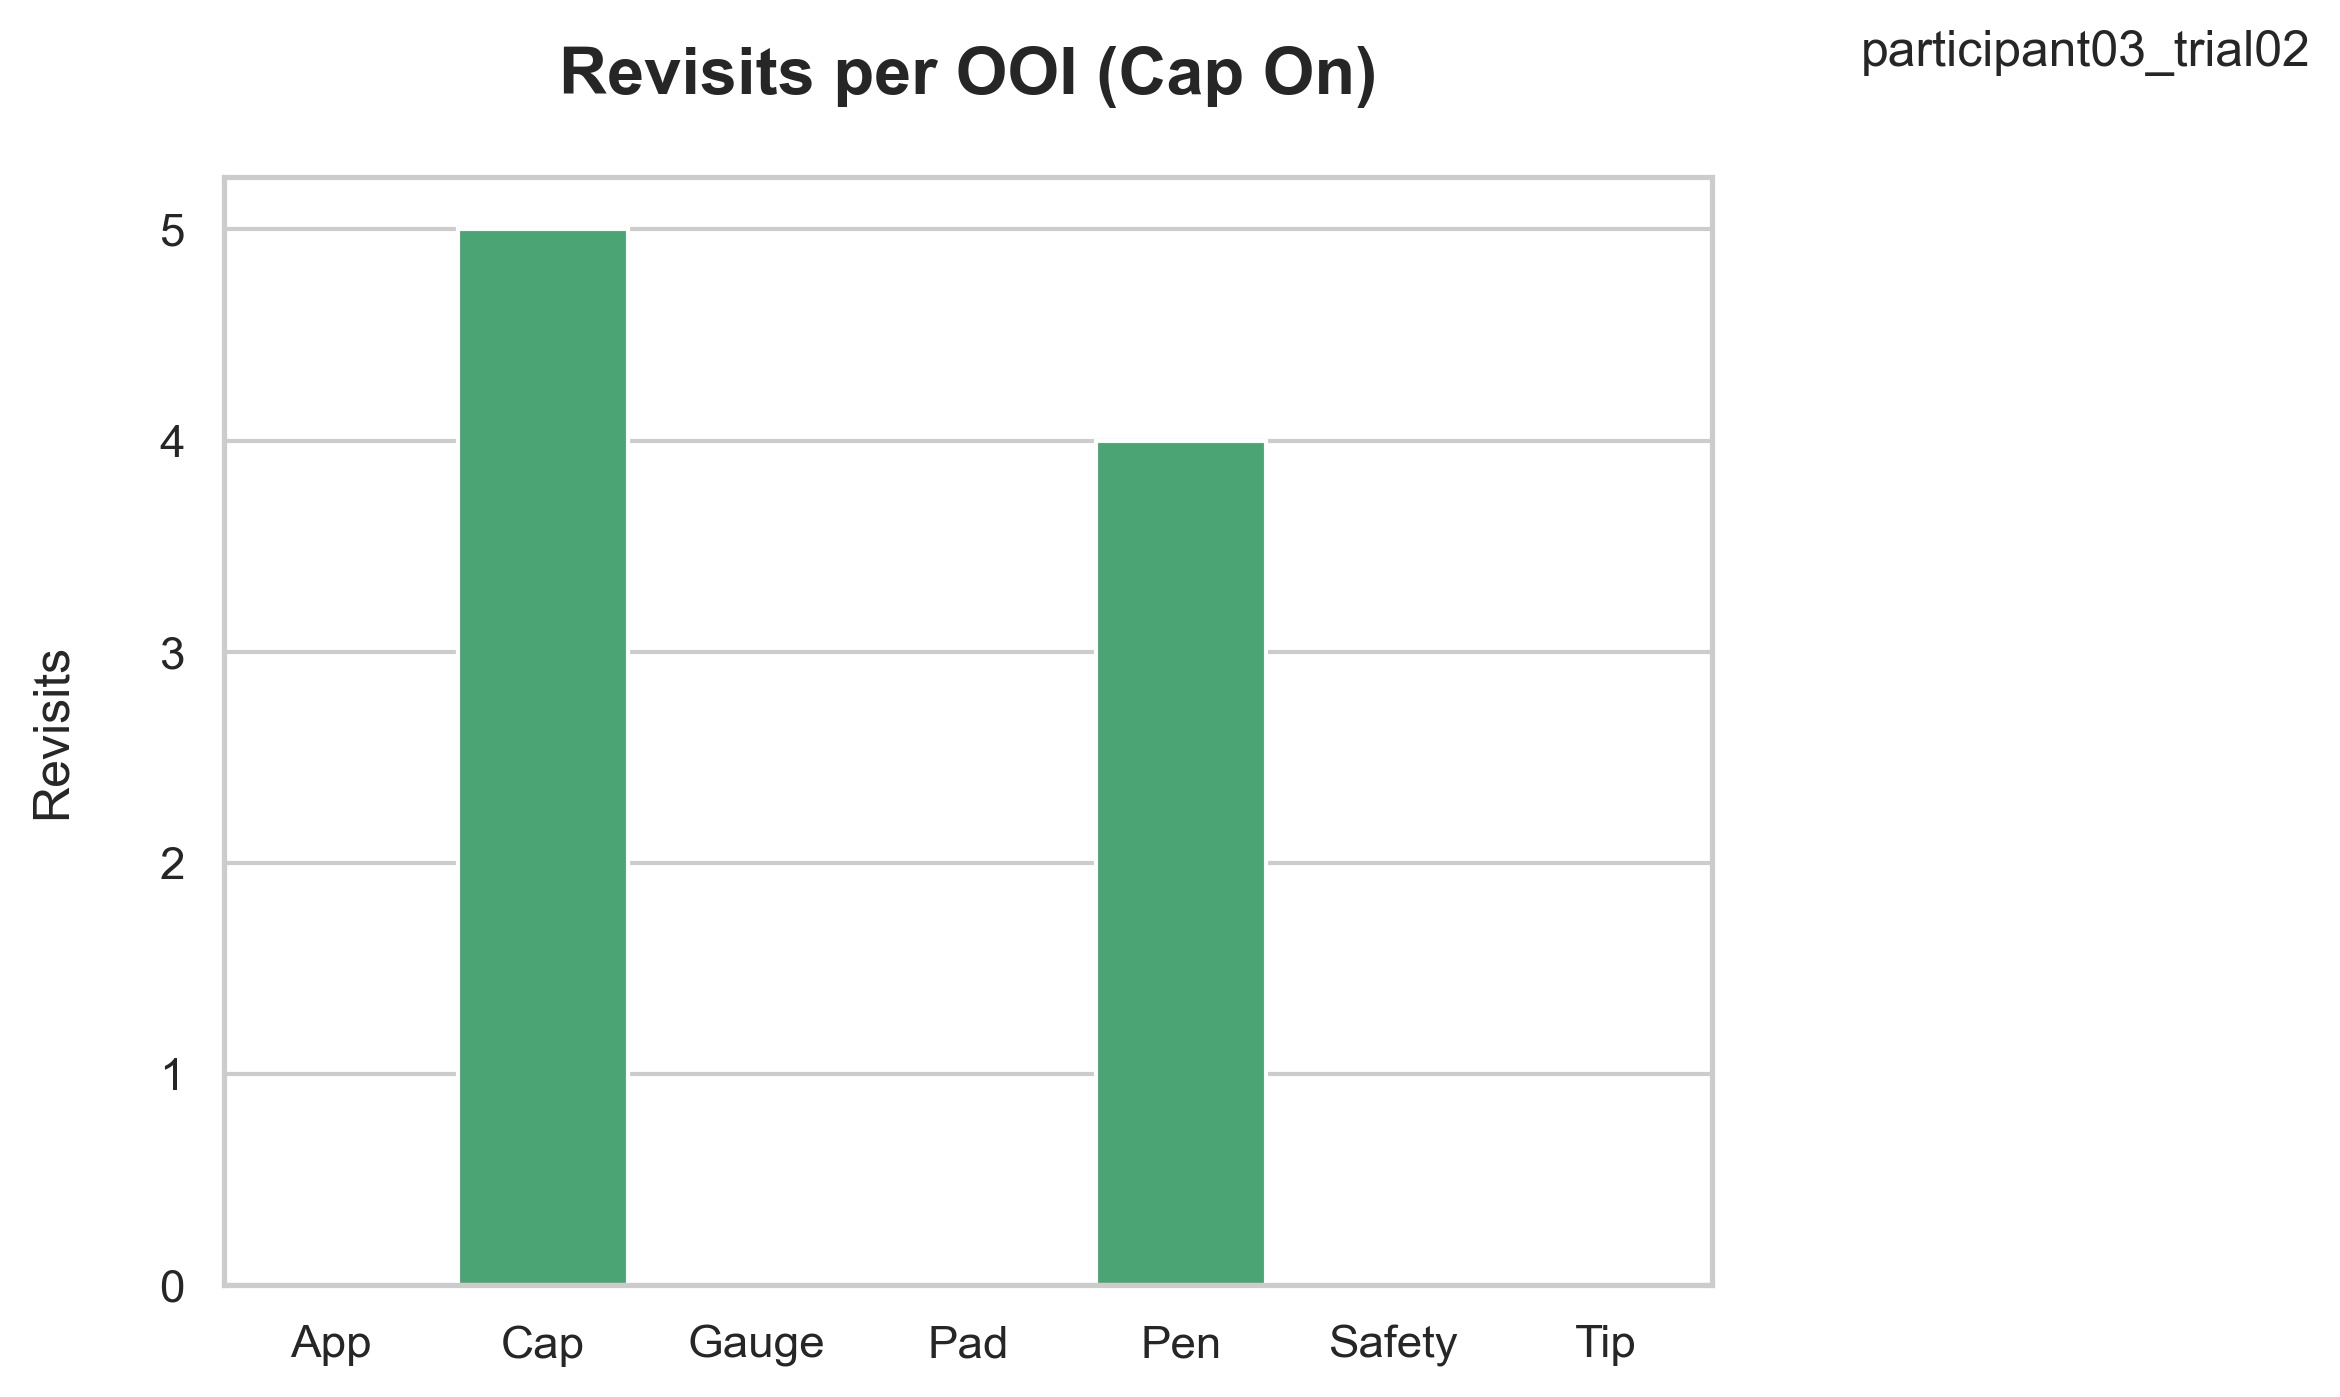 participant03_trial02
Revisits per OOI (Cap On)
Revisits
5
4
3
2
1
0
App Cap Gauge Pad Pen Safety Tip